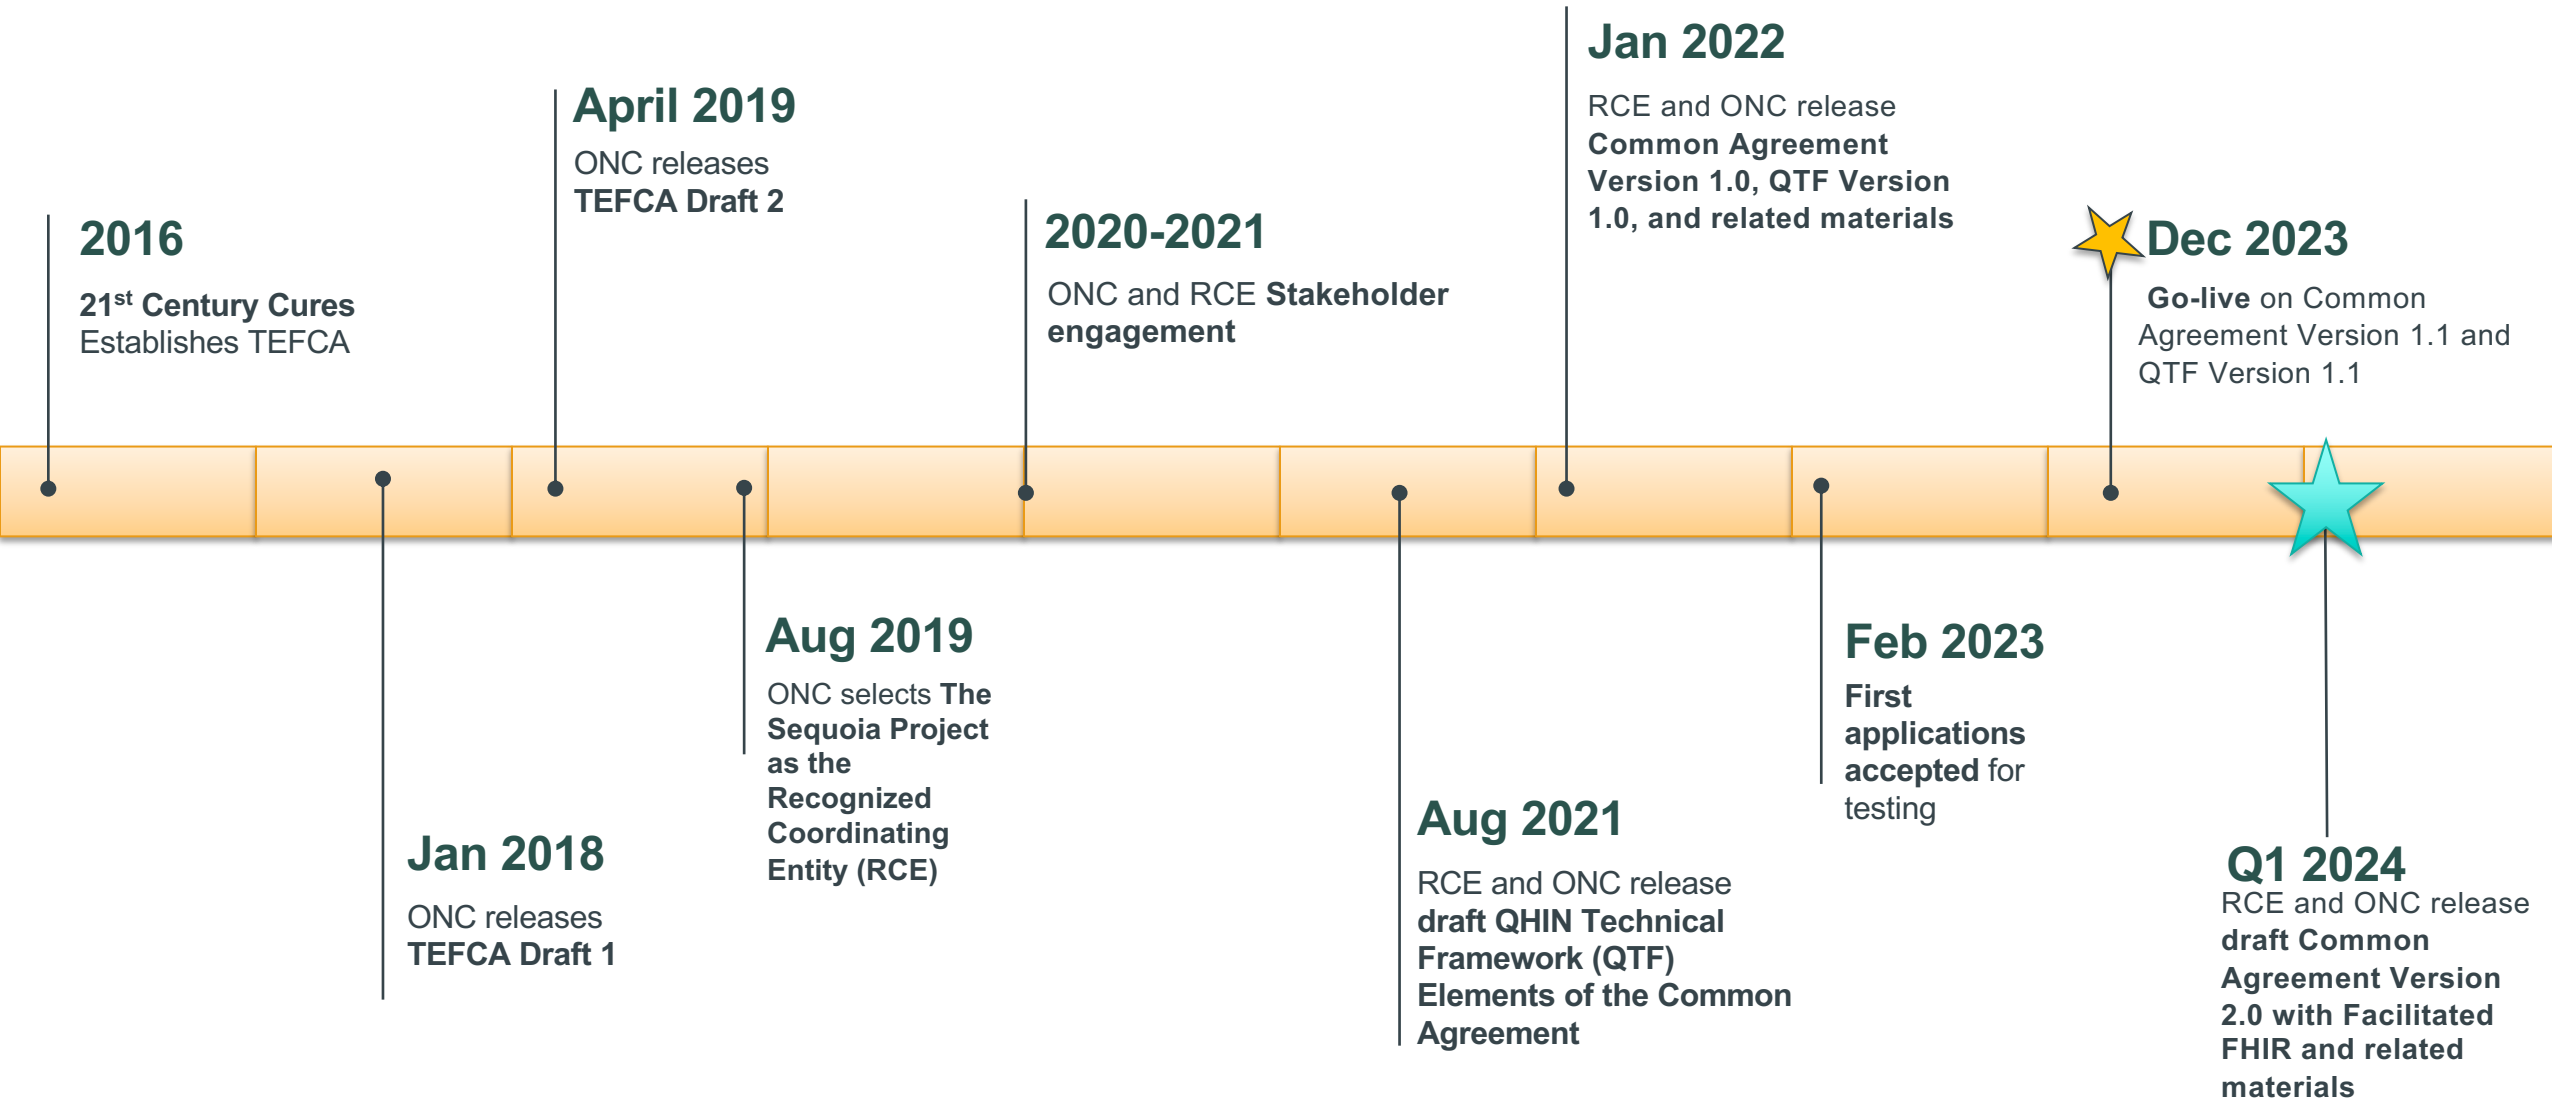 2016
21st Century Cures
Establishes TEFCA
Jan 2018
ONC releases
TEFCA Draft 1
April 2019
ONC releases
TEFCA Draft 2
Aug 2019
ONC selects The
Sequoia Project
as the
Recognized
Coordinating
Entity (RCE)
2020-2021
ONC and RCE Stakeholder
engagement
Aug 2021
RCE and ONC release
draft QHIN Technical
Framework (QTF)
Elements of the Common
Agreement
Jan 2022
RCE and ONC release
Common Agreement
Version 1.0, QTF Version
1.0, and related materials
Feb 2023
First
applications
accepted for
testing
Dec 2023
Go-live on Common
Agreement Version 1.1 and
QTF Version 1.1
Q1 2024
RCE and ONC release
draft Common
Agreement Version
2.0 with Facilitated
FHIR and related
materials